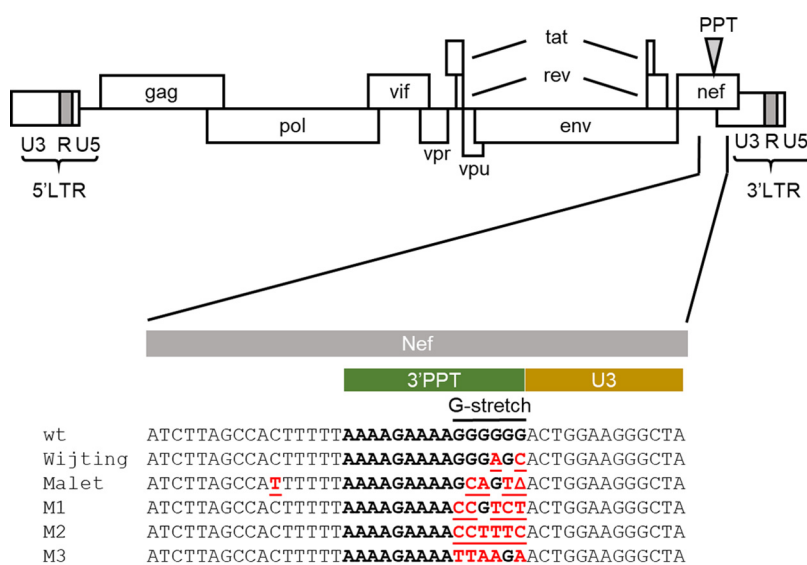 PPT
tat
rev
gag
vif
nef
pol
env
vpr
vpu
U3 R U5
5'LTR
U3 R U5
3'LTR
Nef
3'PPT
U3
G-stretch
wt ATCTTAGCCACTTTTTAAAAGAAAAGGGGGGACTGGAAGGGCTA
Wijting ATCTTAGCCACTTTTTAAAAGAAAAGGGAGCACTGGAAGGGCTA
Malet ATCTTAGCCATTTTTTAAAAGAAAAGCAGTΔACTGGAAGGGCTA
M1 ATCTTAGCCACTTTTTAAAAGAAAACCGTCTACTGGAAGGGCTA
M2 ATCTTAGCCACTTTTTAAAAGAAAACCTTTCACTGGAAGGGCTA
M3 ATCTTAGCCACTTTTTAAAAGAAAATTAAGAACTGGAAGGGCTA